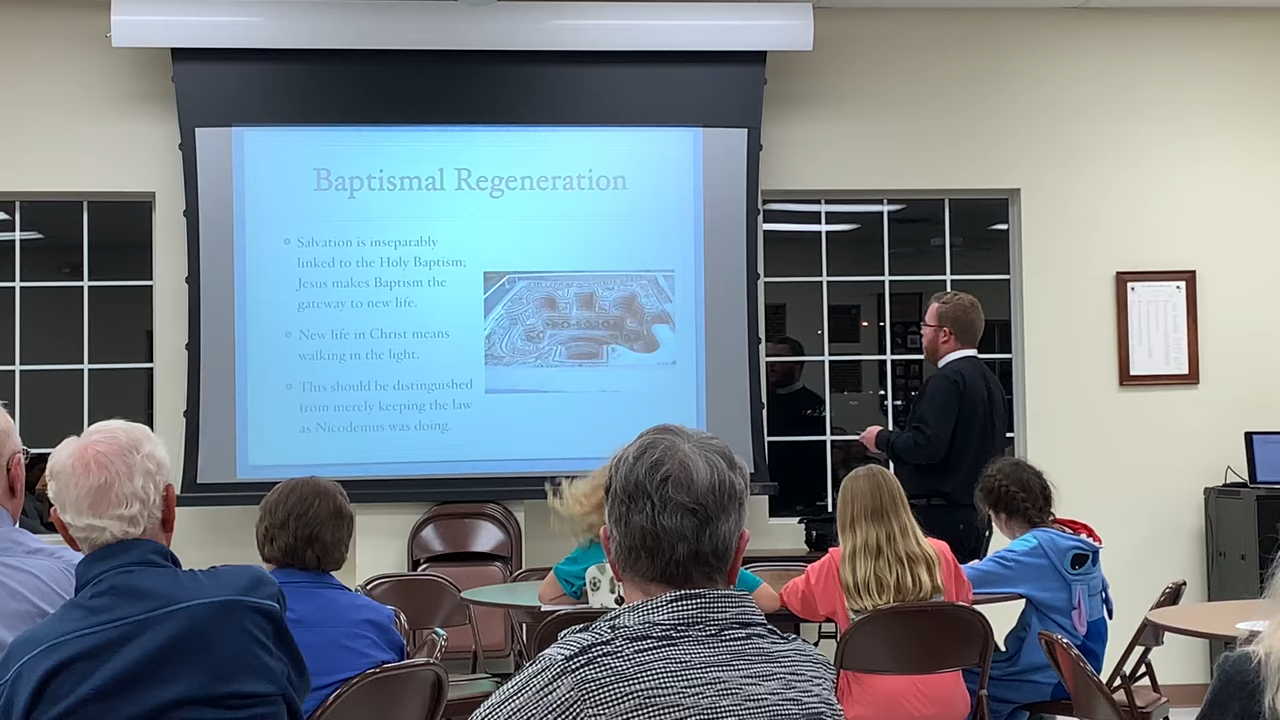 Baptismal Regeneration
Salvation is inseparably
linked to the Holy Baptism;
Jesus makes Baptism the
gateway to new life.
New life in Christ means
walking in the light.
This should be distinguished
from merely keeping the law
as Nicodemus was doing.